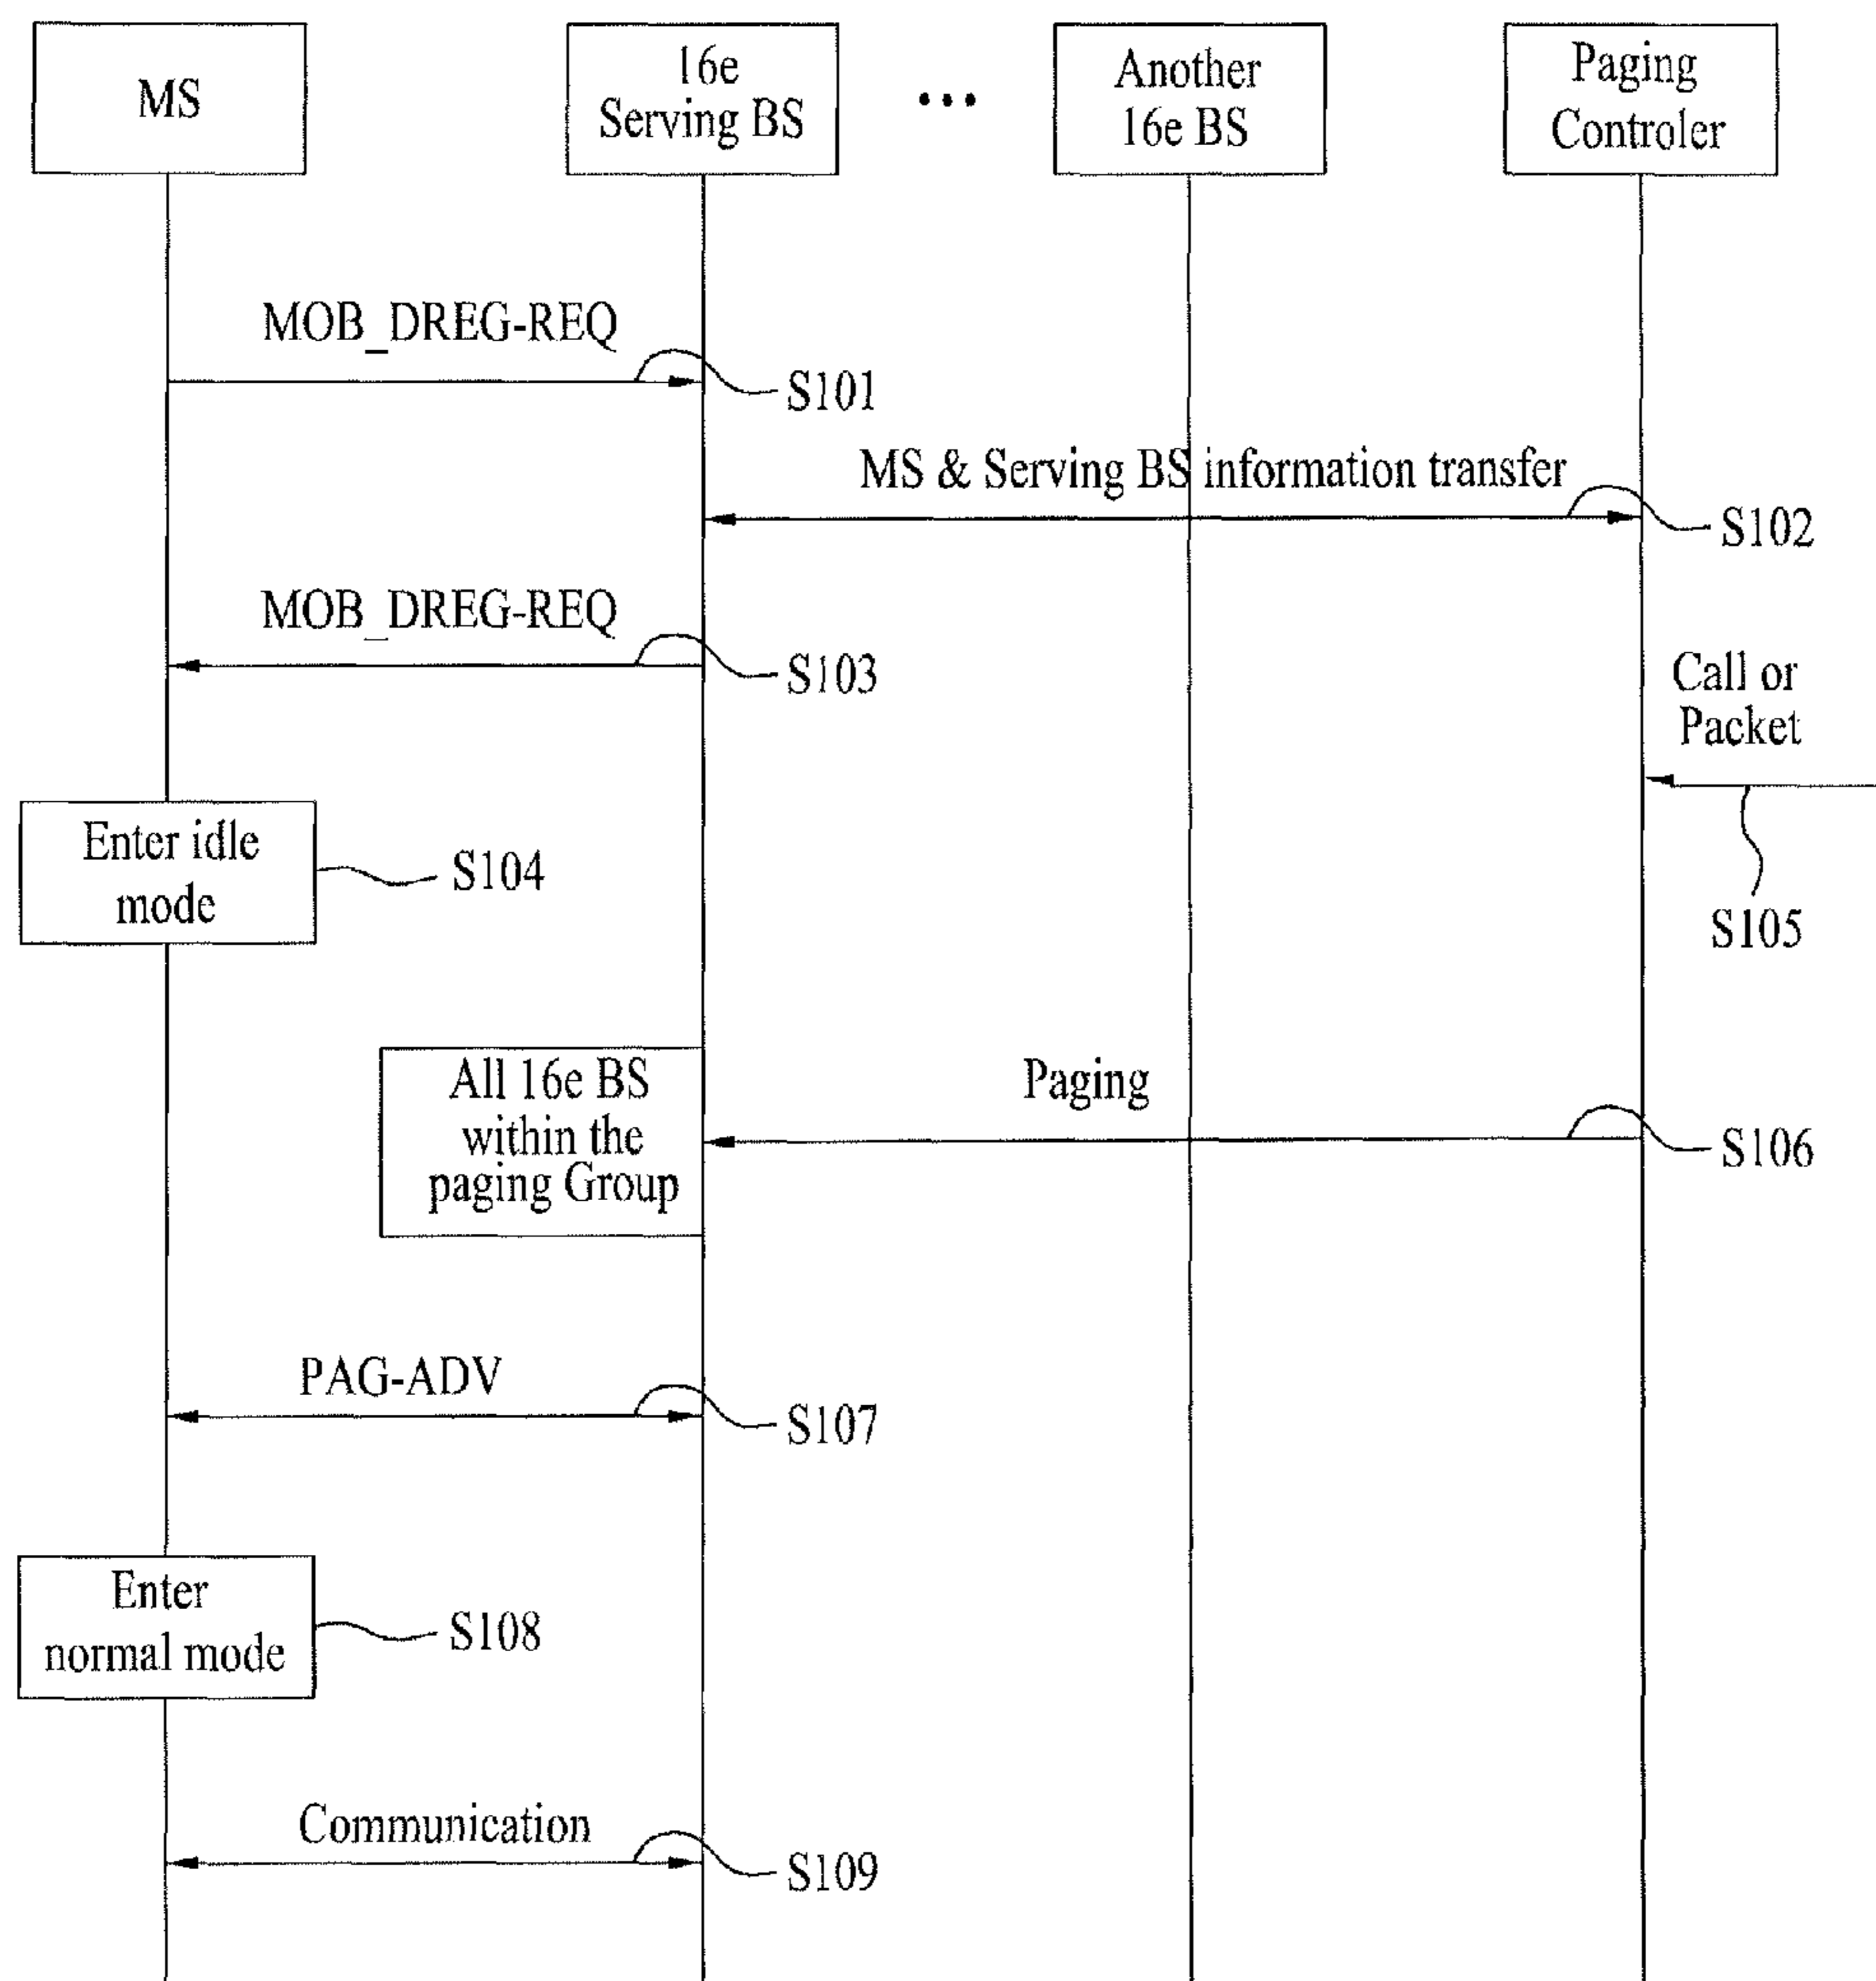 MS
16e
Serving BS
Another
16e BS
Paging
Controler
MOB_DREG-REQ
S101
MS & Serving BS information transfer
S102
MOB_DREG-REQ
S103
Call or
Packet
S105
Enter idle
mode
S104
All 16e BS
within the
paging Group
Paging
S106
PAG-ADV
S107
Enter
normal mode
S108
Communication
S109